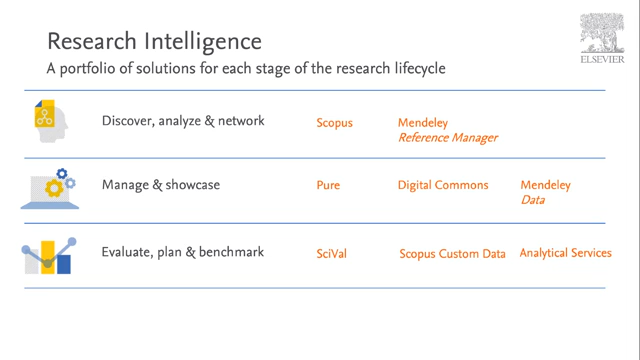 Research Intelligence
A portfolio of solutions for each stage of the research lifecycle
ELSEVIER
Discover, analyze & network
Scopus
Mendeley
Reference Manager
Manage & showcase
Pure
Digital Commons
Mendeley
Data
Evaluate, plan & benchmark
SciVal
Scopus Custom Data
Analytical Services